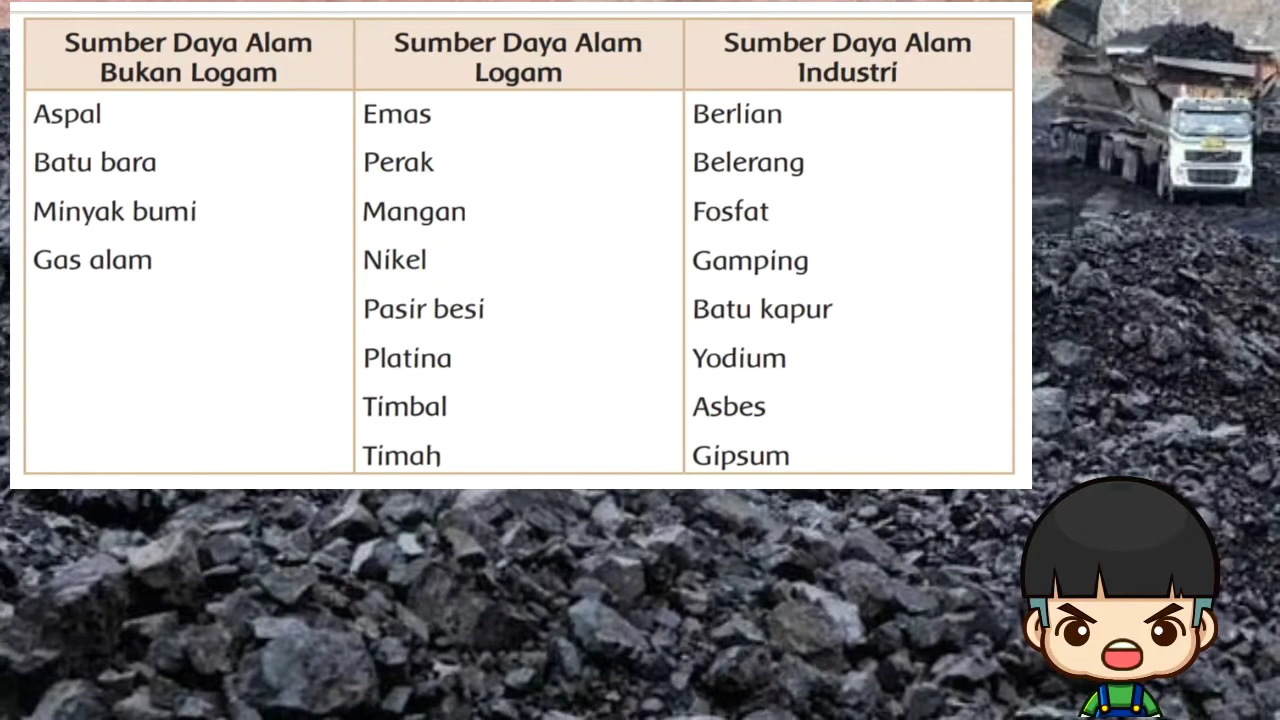 Sumber Daya Alam
Bukan Logam
Sumber Daya Alam
Logam
Sumber Daya Alam
Industri
Aspal
Emas
Berlian
Batu bara
Perak
Belerang
Minyak bumi
Mangan
Fosfat
Gas alam
Nikel
Gamping
Pasir besi
Batu kapur
Platina
Yodium
Timbal
Asbes
Timah
Gipsum